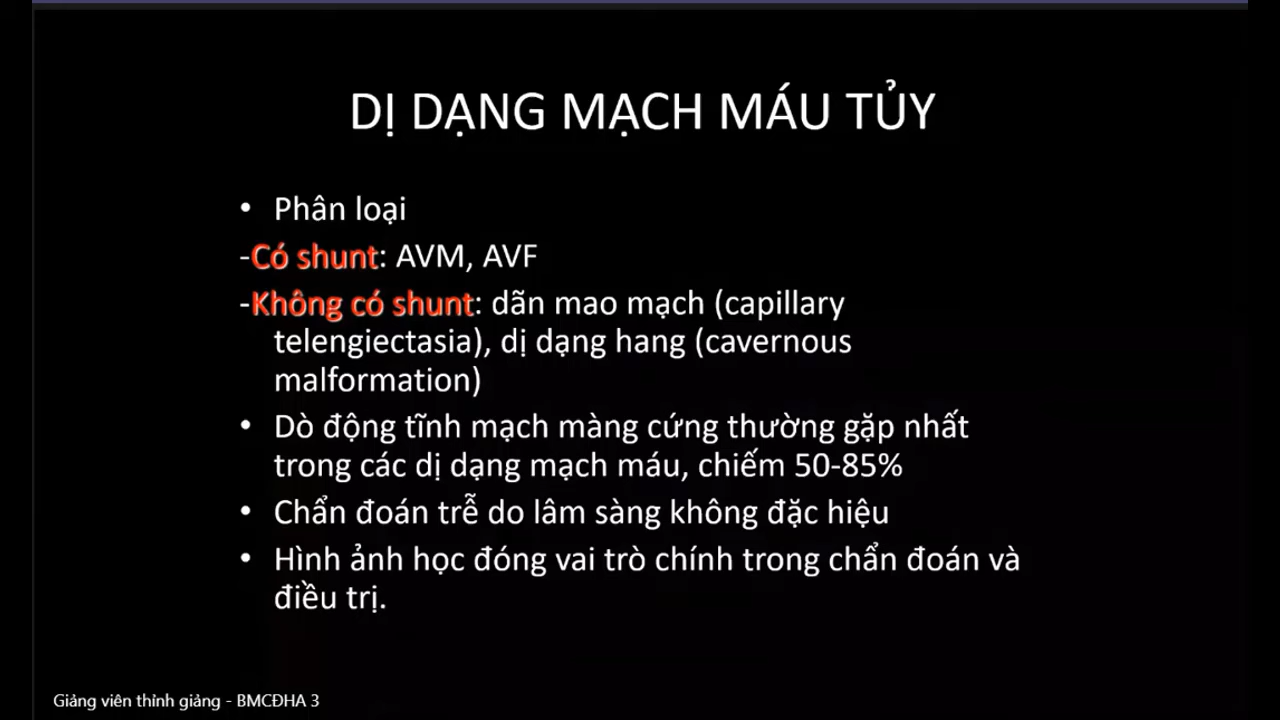 DỊ DẠNG MẠCH MÁU TỦY
• Phân loại
-Có shunt: AVM, AVF
-Không có shunt: dãn mao mạch (capillary
telengiectasia), dị dạng hang (cavernous
malformation)
• Dò động tĩnh mạch màng cứng thường gặp nhất
trong các dị dạng mạch máu, chiếm 50-85%
• Chẩn đoán trễ do lâm sàng không đặc hiệu
• Hình ảnh học đóng vai trò chính trong chẩn đoán và
điều trị.
Giảng viên thỉnh giảng - BMCĐHA 3